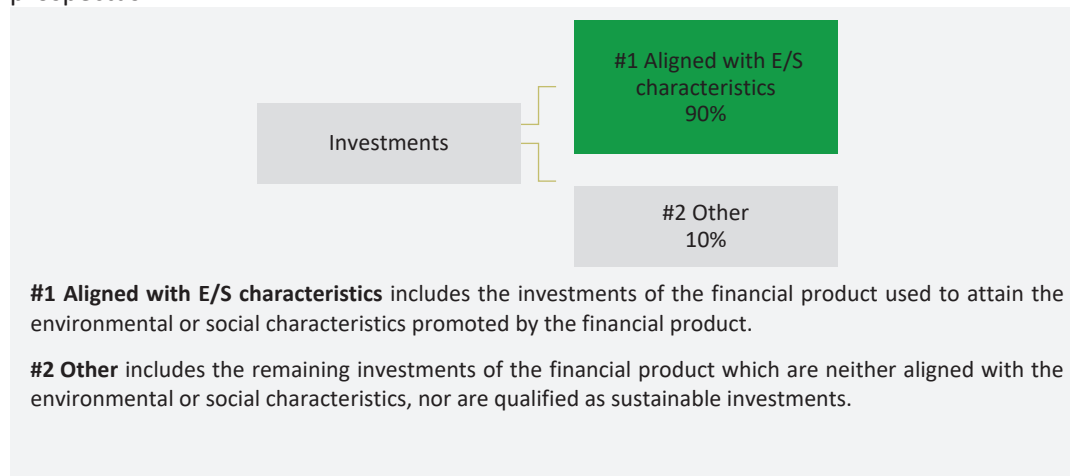 #1 Aligned with E/S
characteristics
90%
Investments
#2 Other
10%
#1 Aligned with E/S characteristics includes the investments of the financial product used to attain the
environmental or social characteristics promoted by the financial product.
#2 Other includes the remaining investments of the financial product which are neither aligned with the
environmental or social characteristics, nor are qualified as sustainable investments.